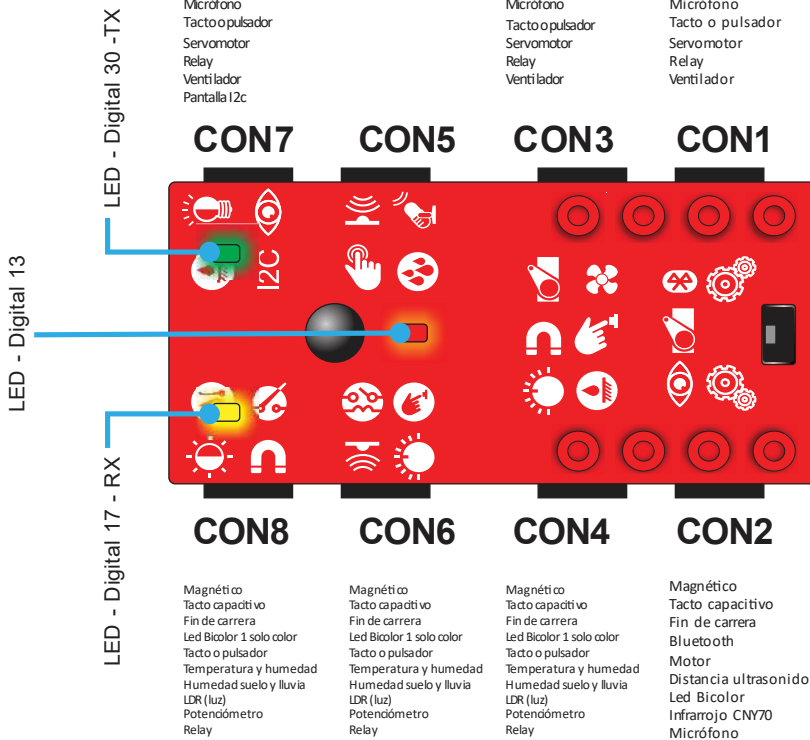 Micrófono
Tacto o pulsador
Servomotor
Relay
Ventilador
Pantalla I2c
Micrófono
Tacto o pulsador
Servomotor
Relay
Ventilador
Micrófono
Tacto o pulsador
Servomotor
Relay
Ventilador
LED - Digital 30 -TX
LED - Digital 13
LED - Digital 17 - RX
CON7
CON5
CON3
CON1
I2C
CON8
CON6
CON4
CON2
Magnético
Tacto capacitivo
Fin de carrera
Led Bicolor 1 solo color
Tacto o pulsador
Temperatura y humedad
Humedad suelo y lluvia
LDR (luz)
Potenciómetro
Relay
Magnético
Tacto capacitivo
Fin de carrera
Led Bicolor 1 solo color
Tacto o pulsador
Temperatura y humedad
Humedad suelo y lluvia
LDR (luz)
Potenciómetro
Relay
Magnético
Tacto capacitivo
Fin de carrera
Led Bicolor 1 solo color
Tacto o pulsador
Temperatura y humedad
Humedad suelo y lluvia
LDR (luz)
Potenciómetro
Relay
Magnético
Tacto capacitivo
Fin de carrera
Bluetooth
Motor
Distancia ultrasonido
Led Bicolor
Infrarrojo CNY70
Micrófono